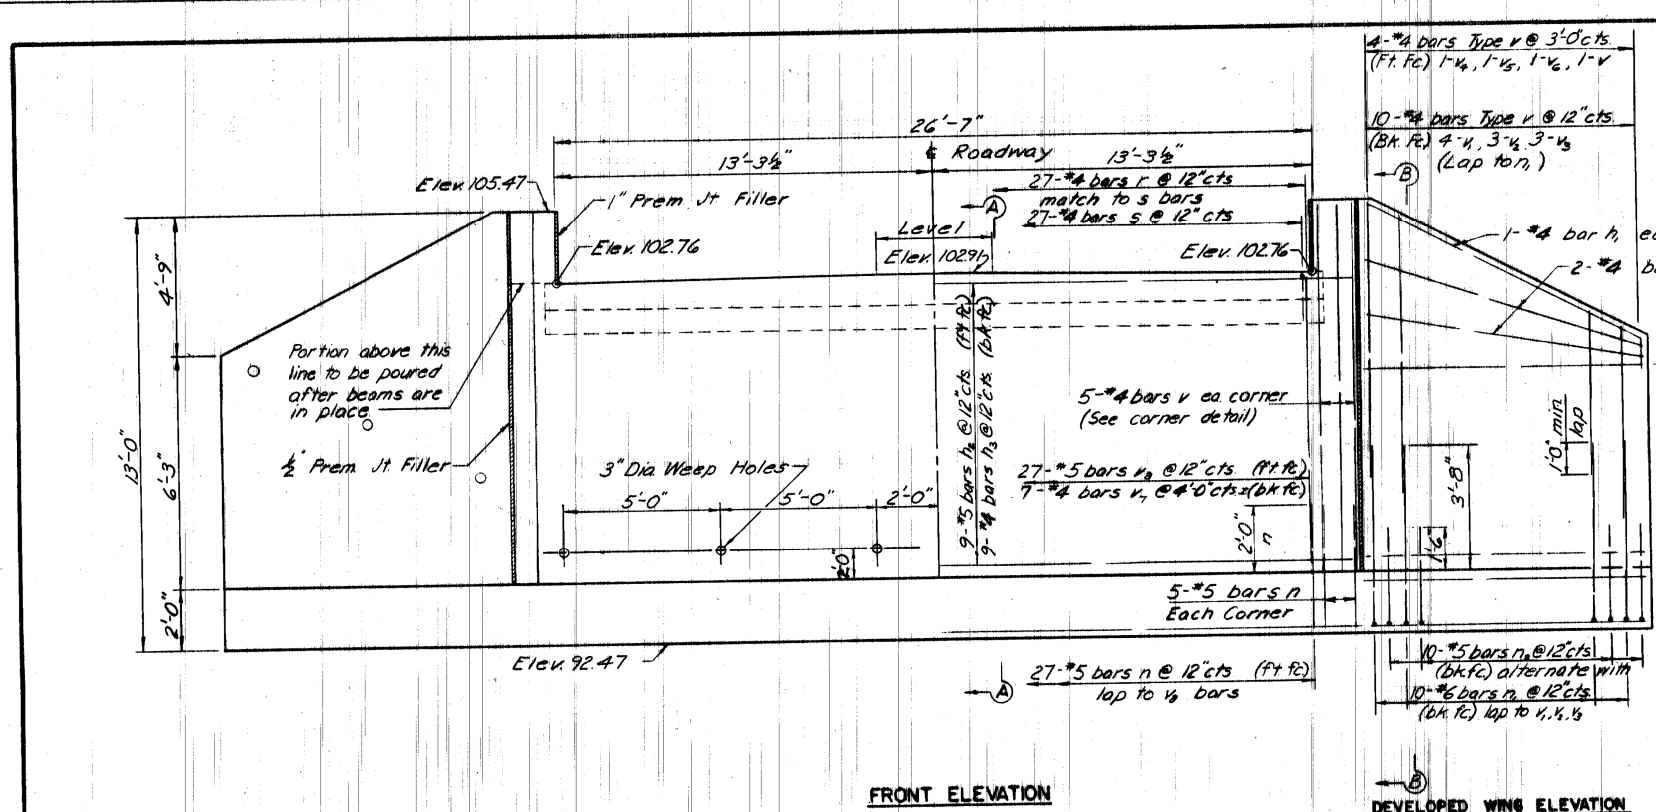 4-#4 bars Type v @ 3'-0"cts.
(Ft. Fc) 1-v4, 1-v5, 1-v6, 1-v
10-#4 bars Type v @ 12"cts.
(Bk. Fc) 4-v1, 3-v2, 3-v3
(Lap to n1)
B
26'-7"
13'-3½"
℄ Roadway
13'-3½"
Elev. 105.47
1" Prem Jt Filler
27-#4 bars r @ 12"cts
match to s bars
27-#4 bars s @ 12"cts
A
Level
Elev. 102.76
Elev. 102.91
Elev. 102.76
1-#4 bar h1 ea
2-#4 b
4'-9"
Portion above this
line to be poured
after beams are
in place
½" Prem Jt Filler
13'-0"
6'-3"
2'-0"
3" Dia Weep Holes
5'-0"
5'-0"
2'-0"
2'-0"
9-#5 bars h2 @ 12"cts. (ft fc)
9-#4 bars h3 @ 12"cts. (bk fc)
5-#4 bars v ea. corner
(See corner detail)
27-#5 bars v8 @ 12"cts. (ft fc)
7-#4 bars v7 @ 4'-0"cts. (bk fc)
2'-0"
n
1'-0" min
lap
3'-8"
1'-6"
5-#5 bars n
Each Corner
Elev. 92.47
A
27-#5 bars n @ 12"cts (ft fc)
lap to v8 bars
10-#5 bars n2 @ 12"cts
(bk fc) alternate with
10-#6 bars n1 @ 12"cts.
(bk fc) lap to v1, v2, v3
B
FRONT ELEVATION
DEVELOPED WING ELEVATION